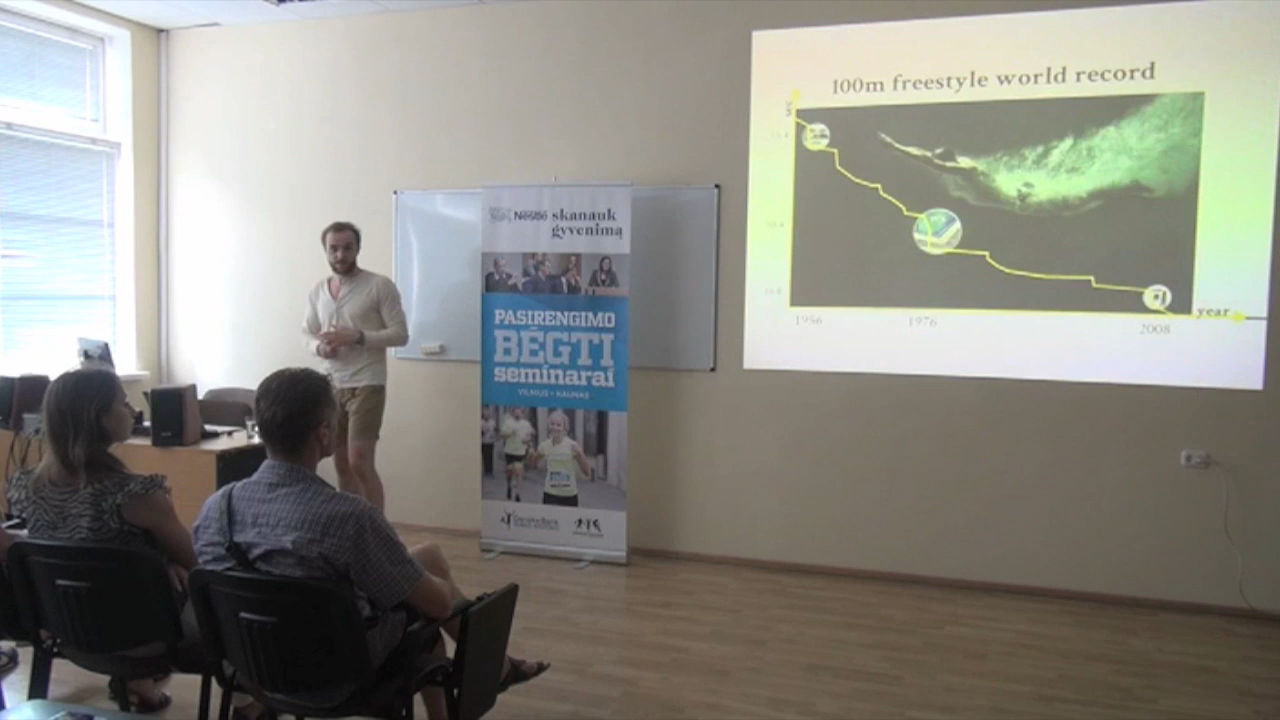 Nestlé skanauk
gyvenimą
PASIRENGIMO
BĖGTI
seminarai
VILNIUS • KAUNAS
100m freestyle world record
1956
1976
2008
year